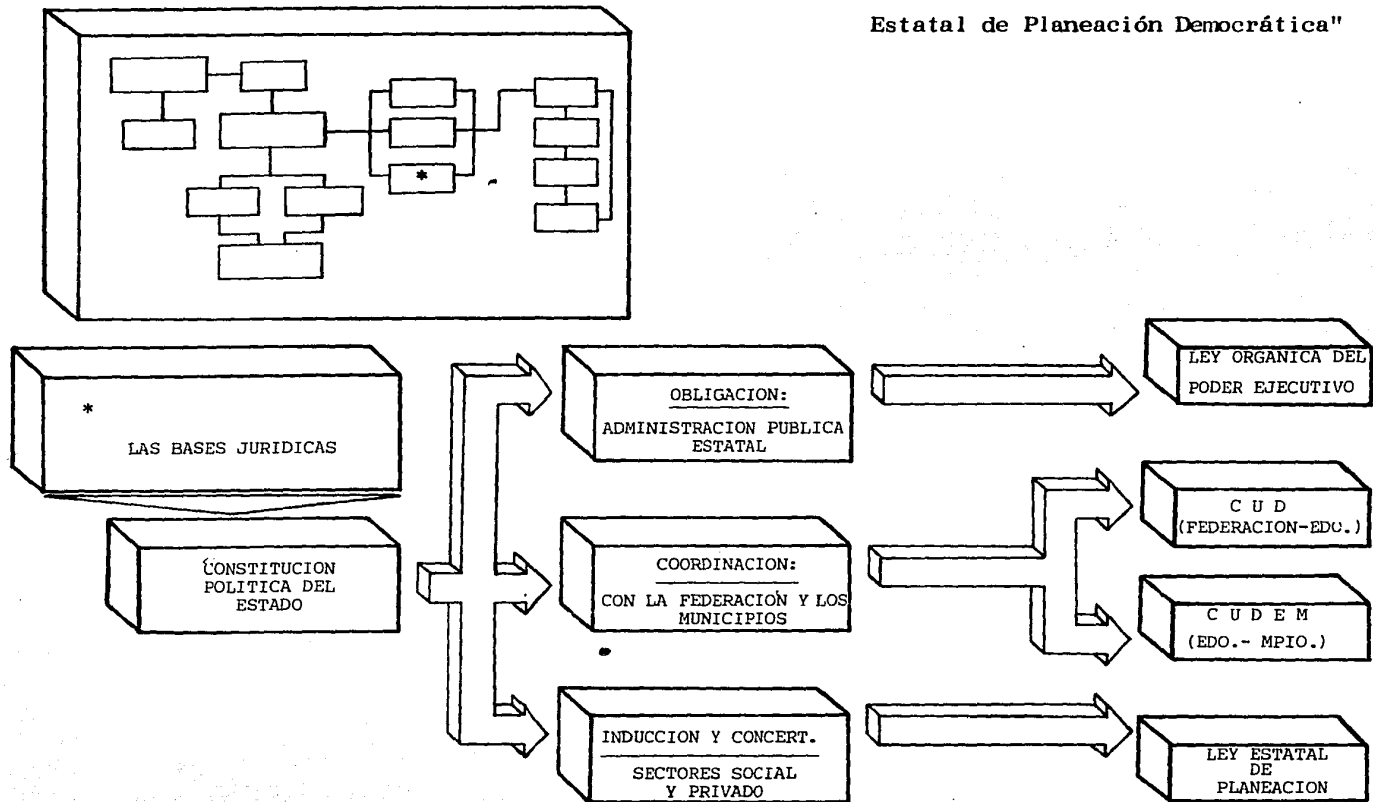 Estatal de Planeación Democrática"
*
*
LAS BASES JURIDICAS
CONSTITUCION
POLITICA DEL
ESTADO
OBLIGACION:
ADMINISTRACION PUBLICA
ESTATAL
COORDINACION:
CON LA FEDERACION Y LOS
MUNICIPIOS
INDUCCION Y CONCERT.
SECTORES SOCIAL
Y PRIVADO
LEY ORGANICA DEL
PODER EJECUTIVO
C U D
(FEDERACION-EDO.)
C U D E M
(EDO.- MPIO.)
LEY ESTATAL
DE
PLANEACION